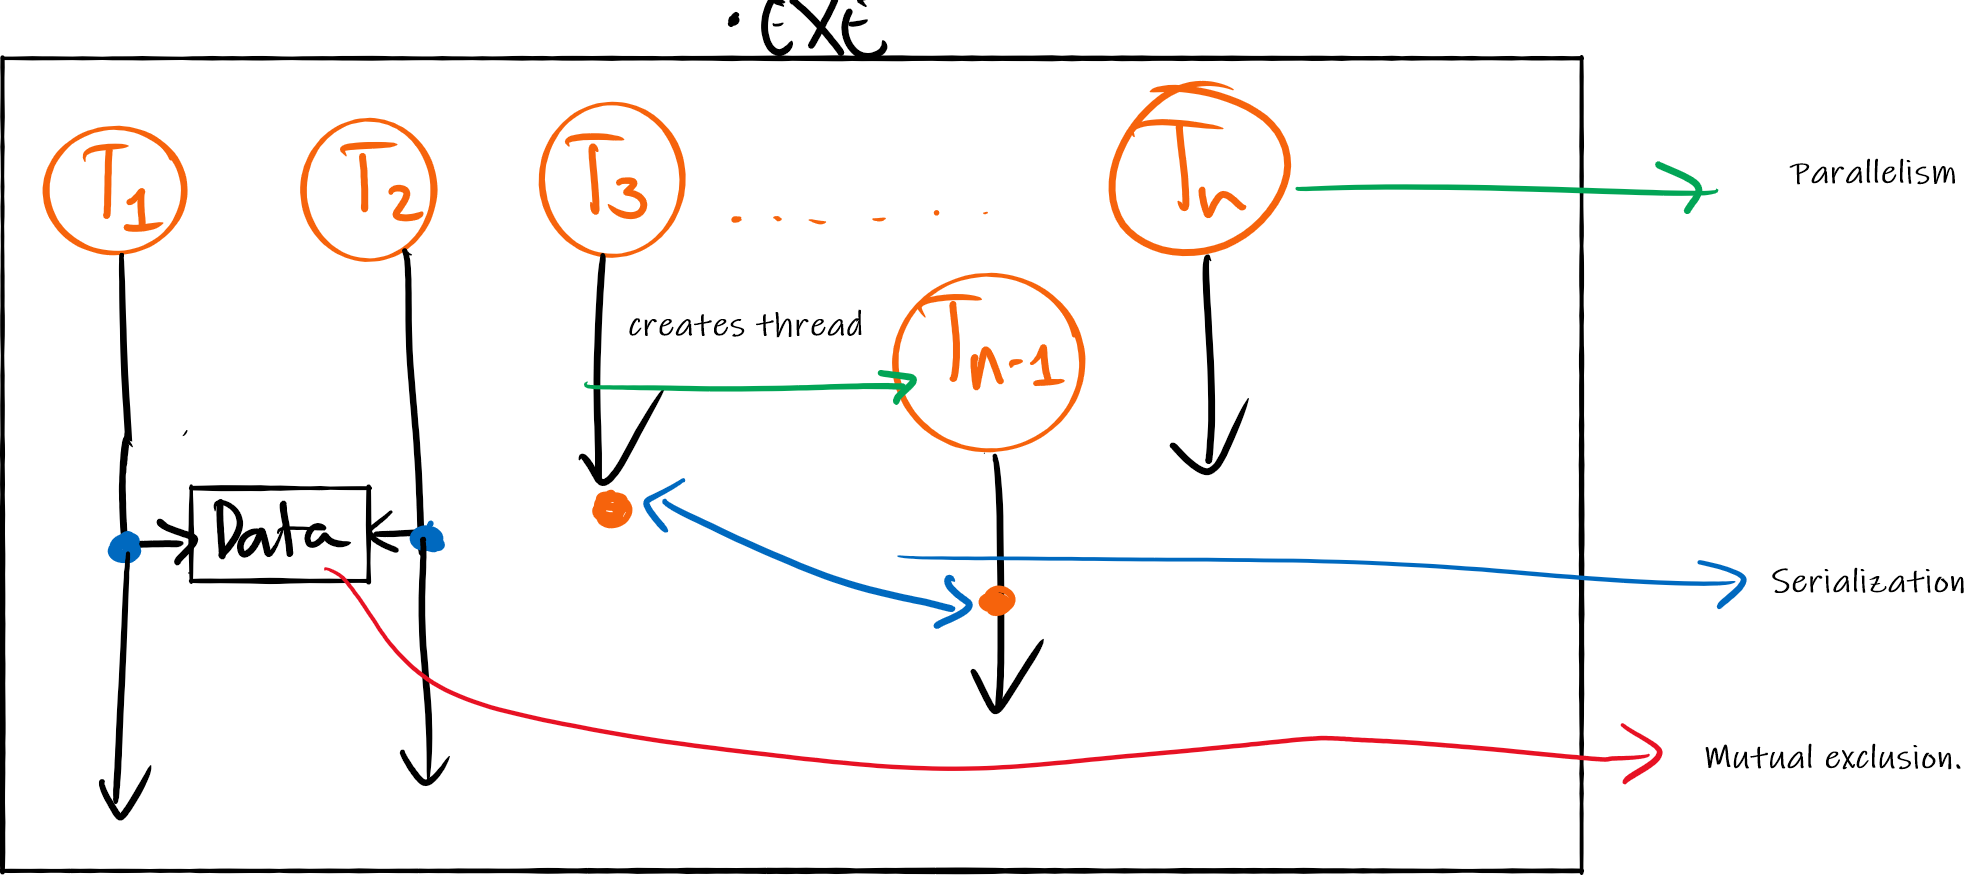 .EXE
T1 T2 T3 ...... Tn
Parallelism
creates thread
Tn-1
Data
Serialization
Mutual exclusion.